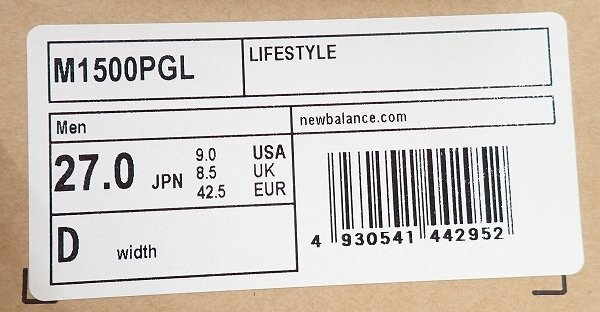 M1500PGL
LIFESTYLE
Men
newbalance.com
27.0 JPN
9.0 USA
8.5 UK
42.5 EUR
D width
4 930541 442952